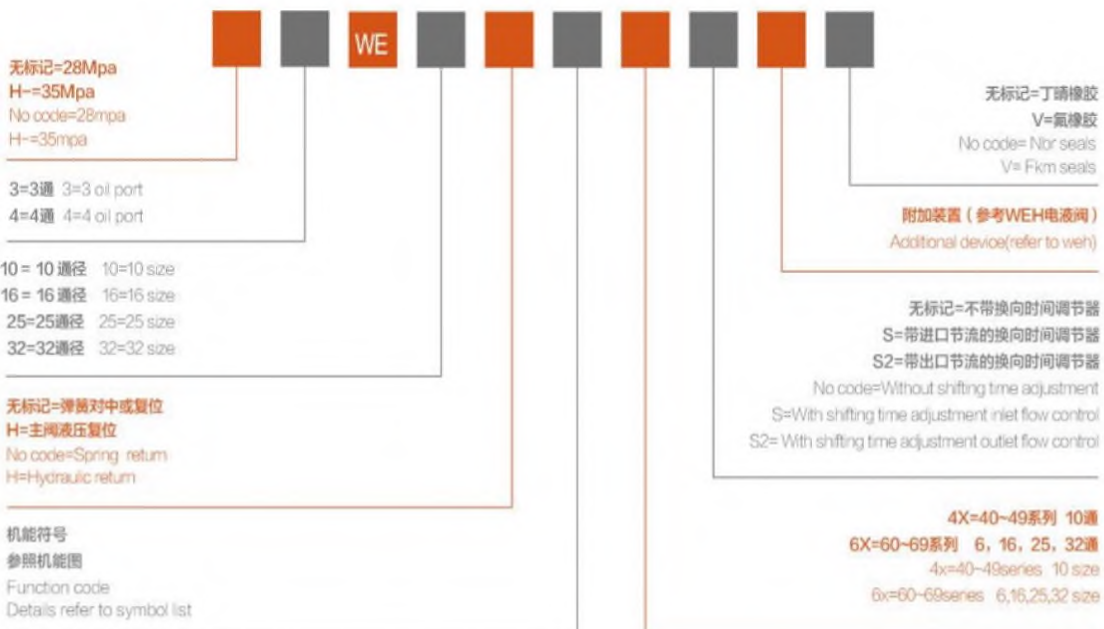 WE
无标记=28Mpa
H-=35Mpa
No code=28mpa
H-=35mpa
3=3通 3=3 oil port
4=4通 4=4 oil port
10 = 10 通径 10=10 size
16 = 16 通径 16=16 size
25=25通径 25=25 size
32=32通径 32=32 size
无标记=弹簧对中或复位
H=主阀液压复位
No code=Spring return
H=Hydraulic return
机能符号
参照机能图
Function code
Details refer to symbol list
无标记=丁睛橡胶
V=氟橡胶
No code= Nbr seals
V= Fkm seals
附加装置（参考WEH电液阀）
Additional device(refer to weh)
无标记=不带换向时间调节器
S=带进口节流的换向时间调节器
S2=带出口节流的换向时间调节器
No code=Without shifting time adjustment
S=With shifting time adjustment inlet flow control
S2= With shifting time adjustment outlet flow control
4X=40~49系列 10通
6X=60~69系列 6，16，25，32通
4x=40~49series 10 size
6x=60~69series 6,16,25,32 size